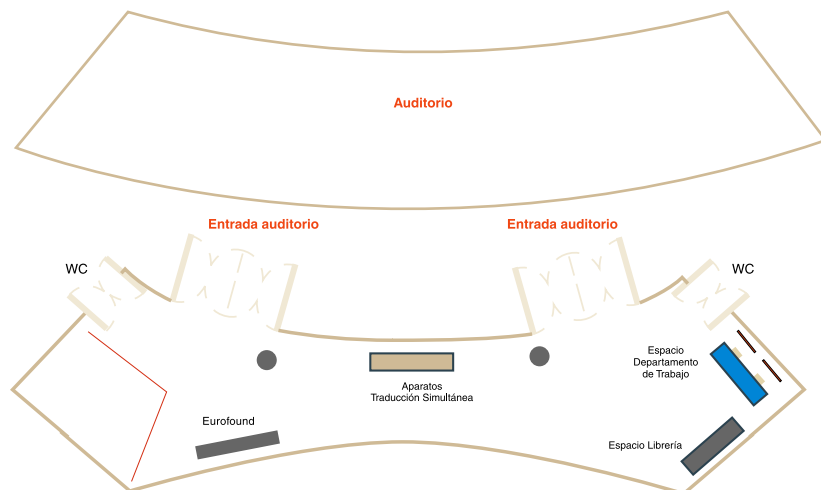 Auditorio
Entrada auditorio
Entrada auditorio
WC
WC
Espacio
Departamento
de Trabajo
Aparatos
Traducción Simultánea
Eurofound
Espacio Librería